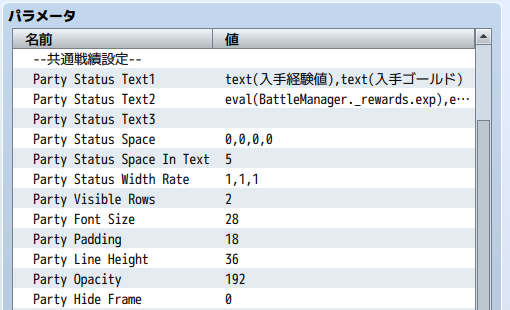 パラメータ
名前 値
--共通戦績設定--
Party Status Text1 text(入手経験値),text(入手ゴールド)
Party Status Text2 eval(BattleManager._rewards.exp),e…
Party Status Text3
Party Status Space 0,0,0,0
Party Status Space In Text 5
Party Status Width Rate 1,1,1
Party Visible Rows 2
Party Font Size 28
Party Padding 18
Party Line Height 36
Party Opacity 192
Party Hide Frame 0